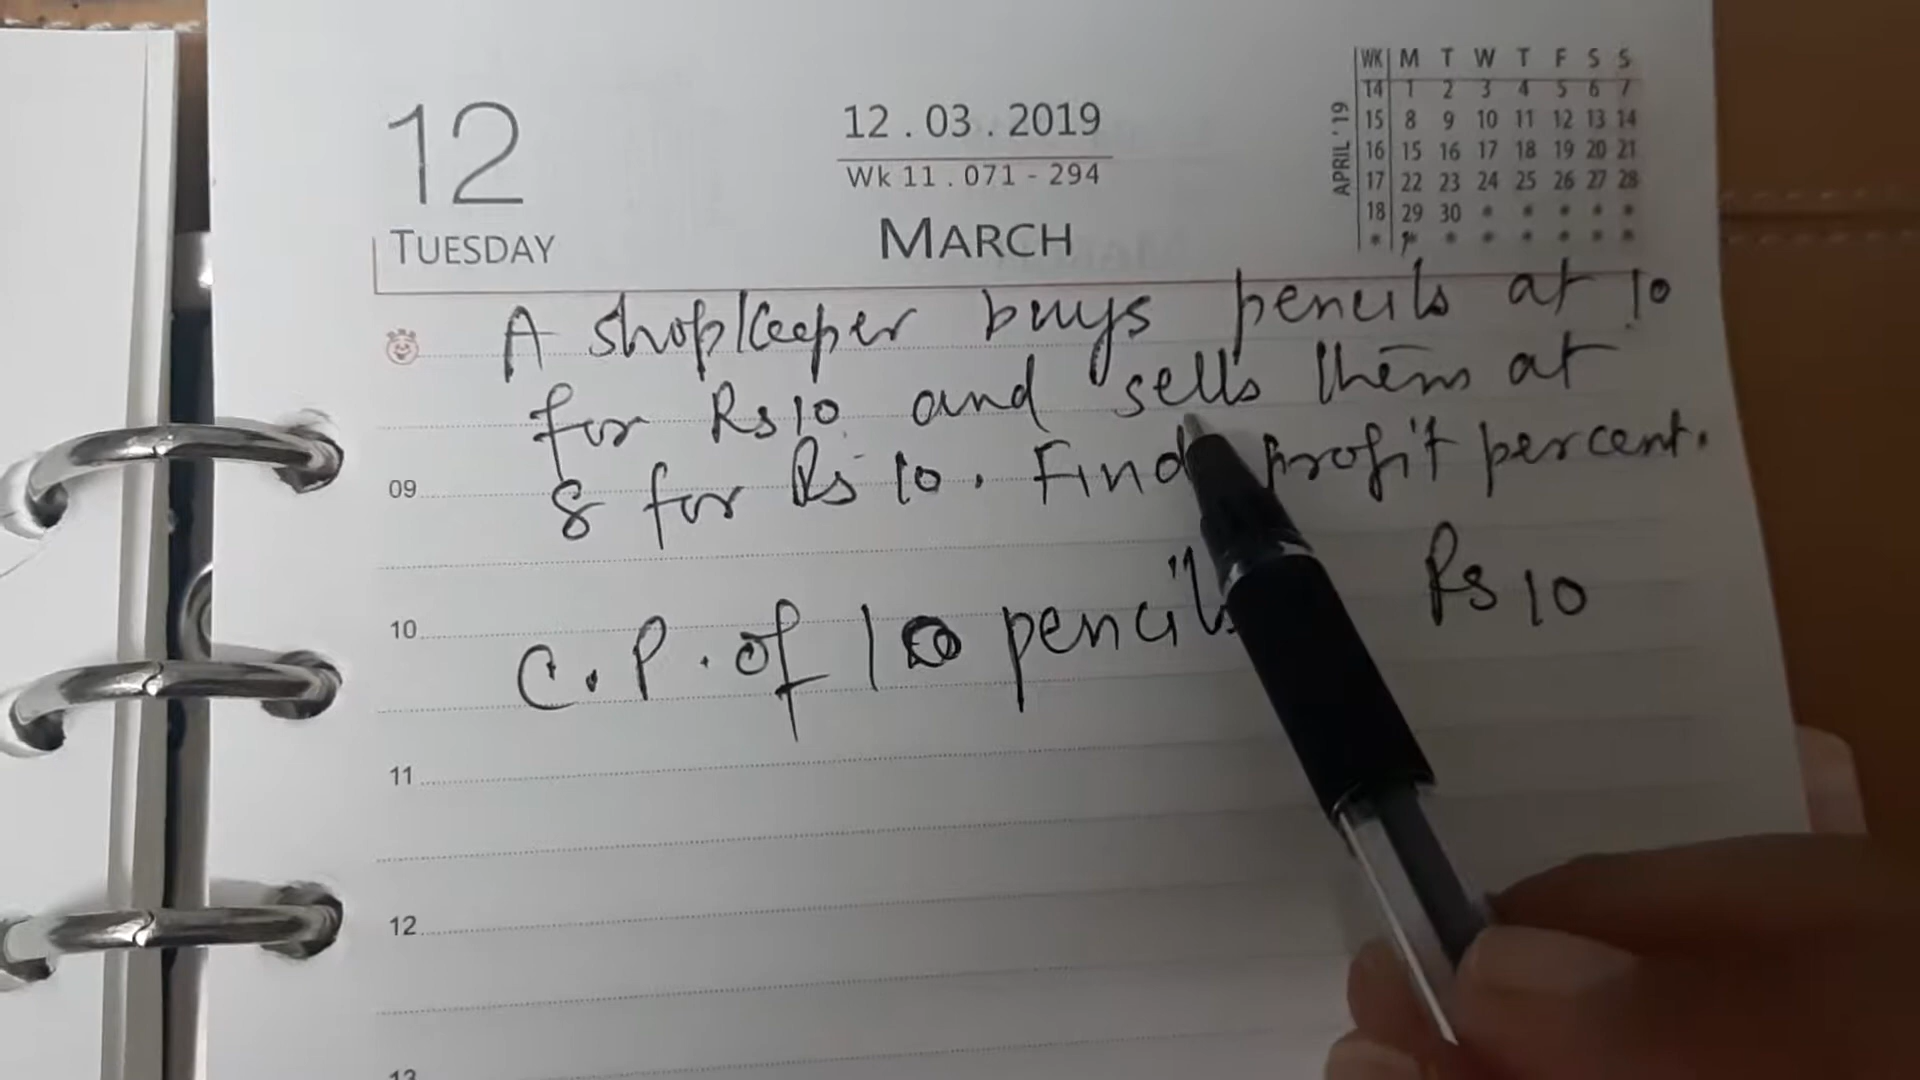 12
TUESDAY
12 . 03 . 2019
Wk 11 . 071 - 294
MARCH
APRIL '19
WK M T W T F S S
14 1 2 3 4 5 6 7
15 8 9 10 11 12 13 14
16 15 16 17 18 19 20 21
17 22 23 24 25 26 27 28
18 29 30 * * * * *
* * * * * * *
A shopkeeper buys pencils at 10
for Rs 10 and sells them at
8 for Rs 10. Find profit percent.
C.P. of 10 pencils Rs 10
09
10
11
12